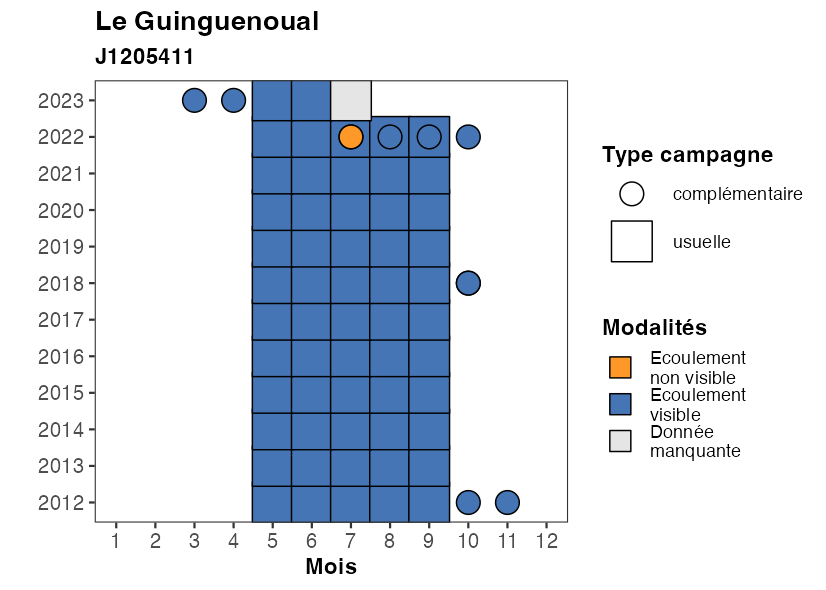 Le Guinguenoual
J1205411
2023
2022
2021
2020
2019
2018
2017
2016
2015
2014
2013
2012
1 2 3 4 5 6 7 8 9 10 11 12
Mois
Type campagne
complémentaire
usuelle
Modalités
Ecoulement
non visible
Ecoulement
visible
Donnée
manquante